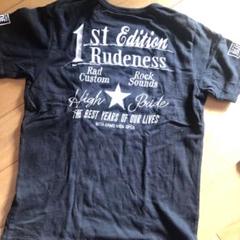 1st Edition
Rudeness
Rad Rock
Custom Sounds
High Pride
THE BEST YEARS OF OUR LIVES